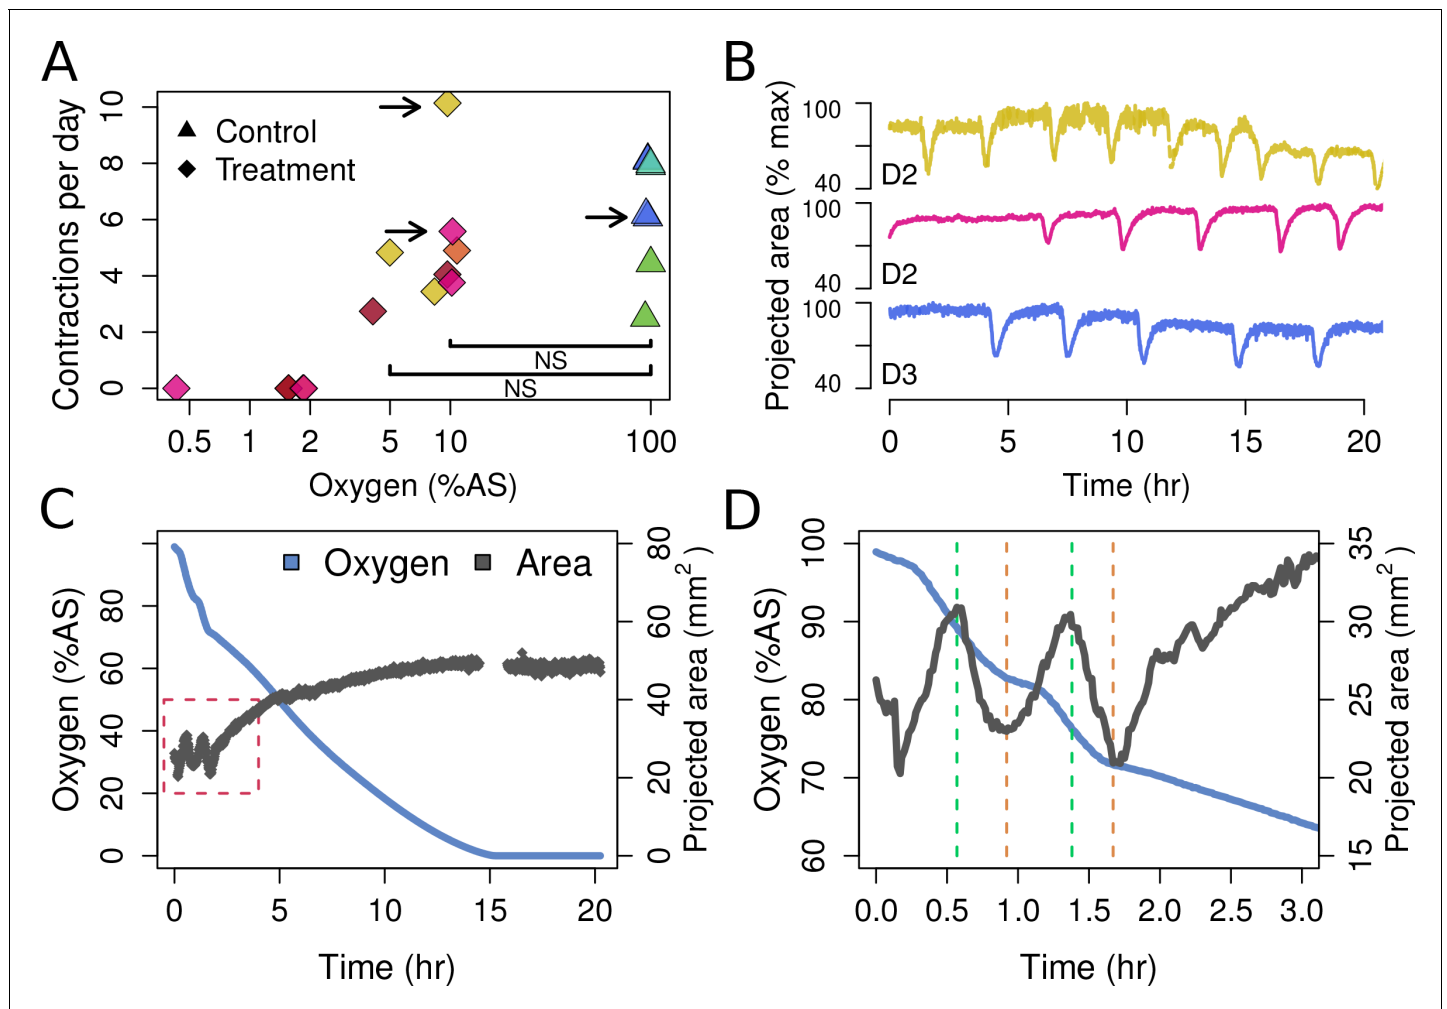 A
Contractions per day
10
8
6
4
2
0
Control
Treatment
NS
NS
0.5 1 2 5 10 100
Oxygen (%AS)
B
Projected area (% max)
100
40
D2
100
40
D2
100
40
D3
0 5 10 15 20
Time (hr)
C
Oxygen (%AS)
80
60
40
20
0
Oxygen Area
80
60
40
20
0
Projected area (mm²)
0 5 10 15 20
Time (hr)
D
Oxygen (%AS)
100
90
80
70
60
35
30
25
20
15
Projected area (mm²)
0.0 0.5 1.0 1.5 2.0 2.5 3.0
Time (hr)